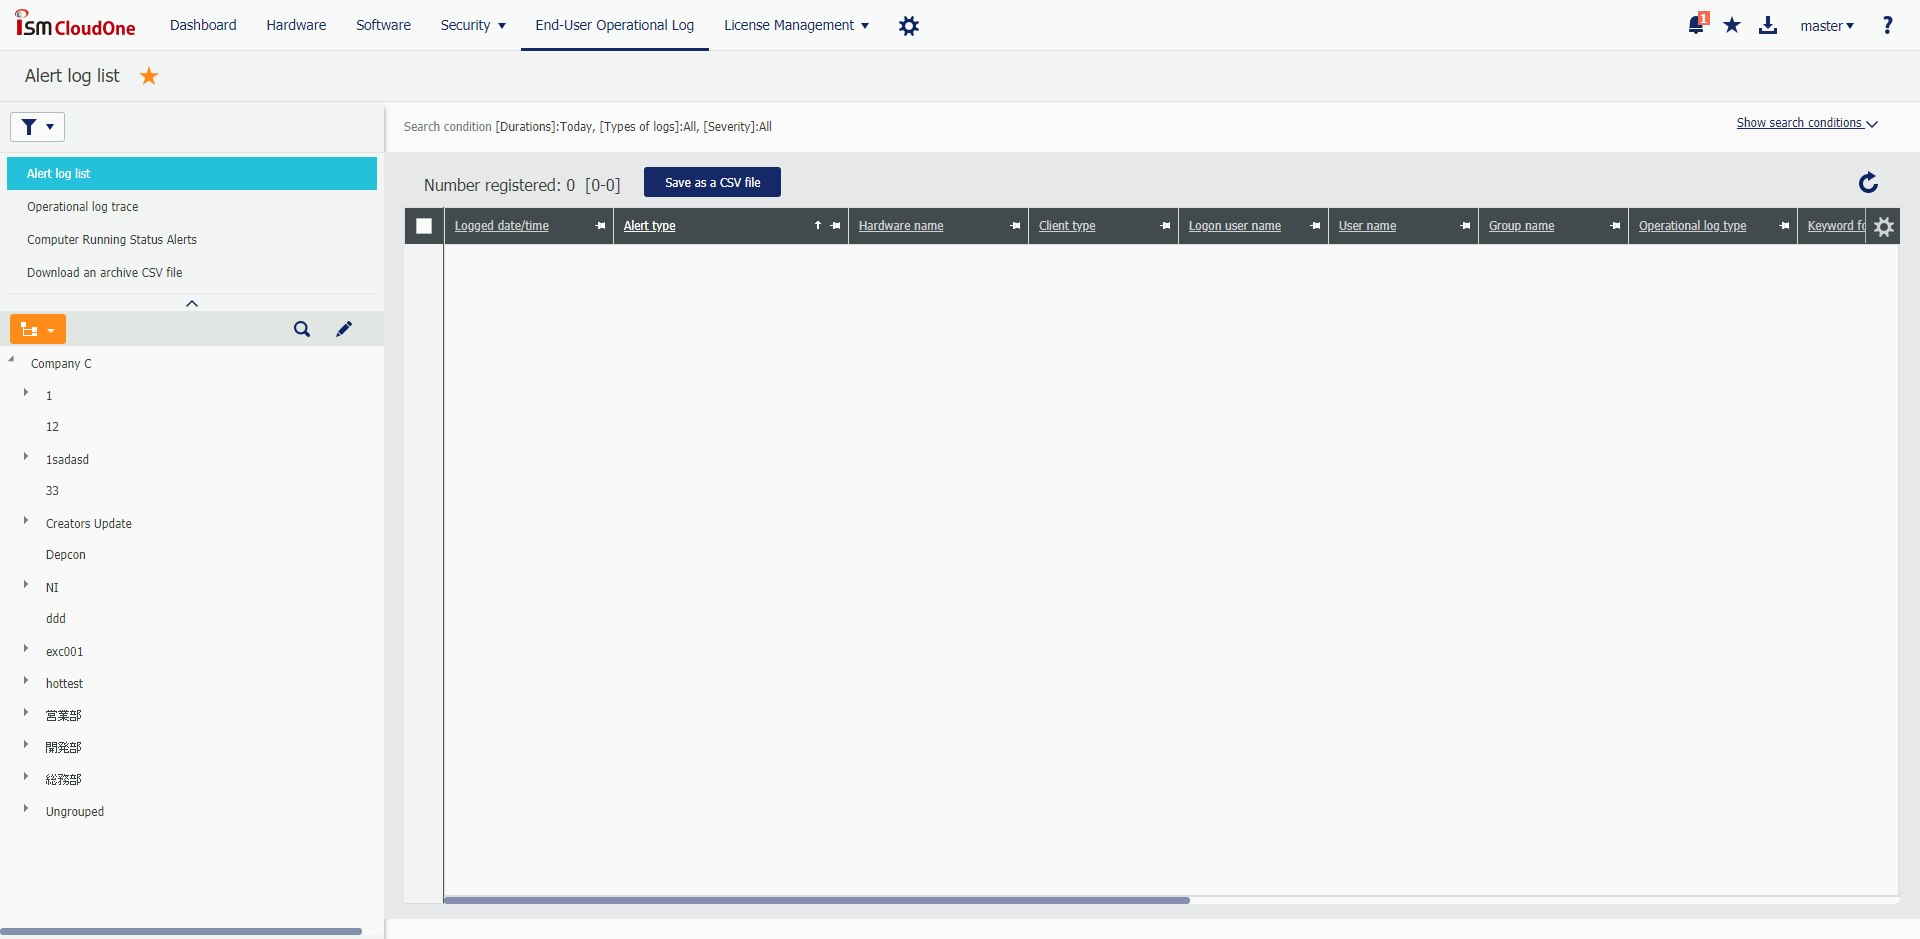 ISM CloudOne
Dashboard
Hardware
Software
Security
End-User Operational Log
License Management
1
master
?
Alert log list
Search condition [Durations]:Today, [Types of logs]:All, [Severity]:All
Show search conditions
Alert log list
Operational log trace
Computer Running Status Alerts
Download an archive CSV file
Number registered: 0 [0-0]
Save as a CSV file
Logged date/time
Alert type
Hardware name
Client type
Logon user name
User name
Group name
Operational log type
Keyword fo
Company C
1
12
1sadasd
33
Creators Update
Depcon
NI
ddd
exc001
hottest
営業部
開発部
総務部
Ungrouped